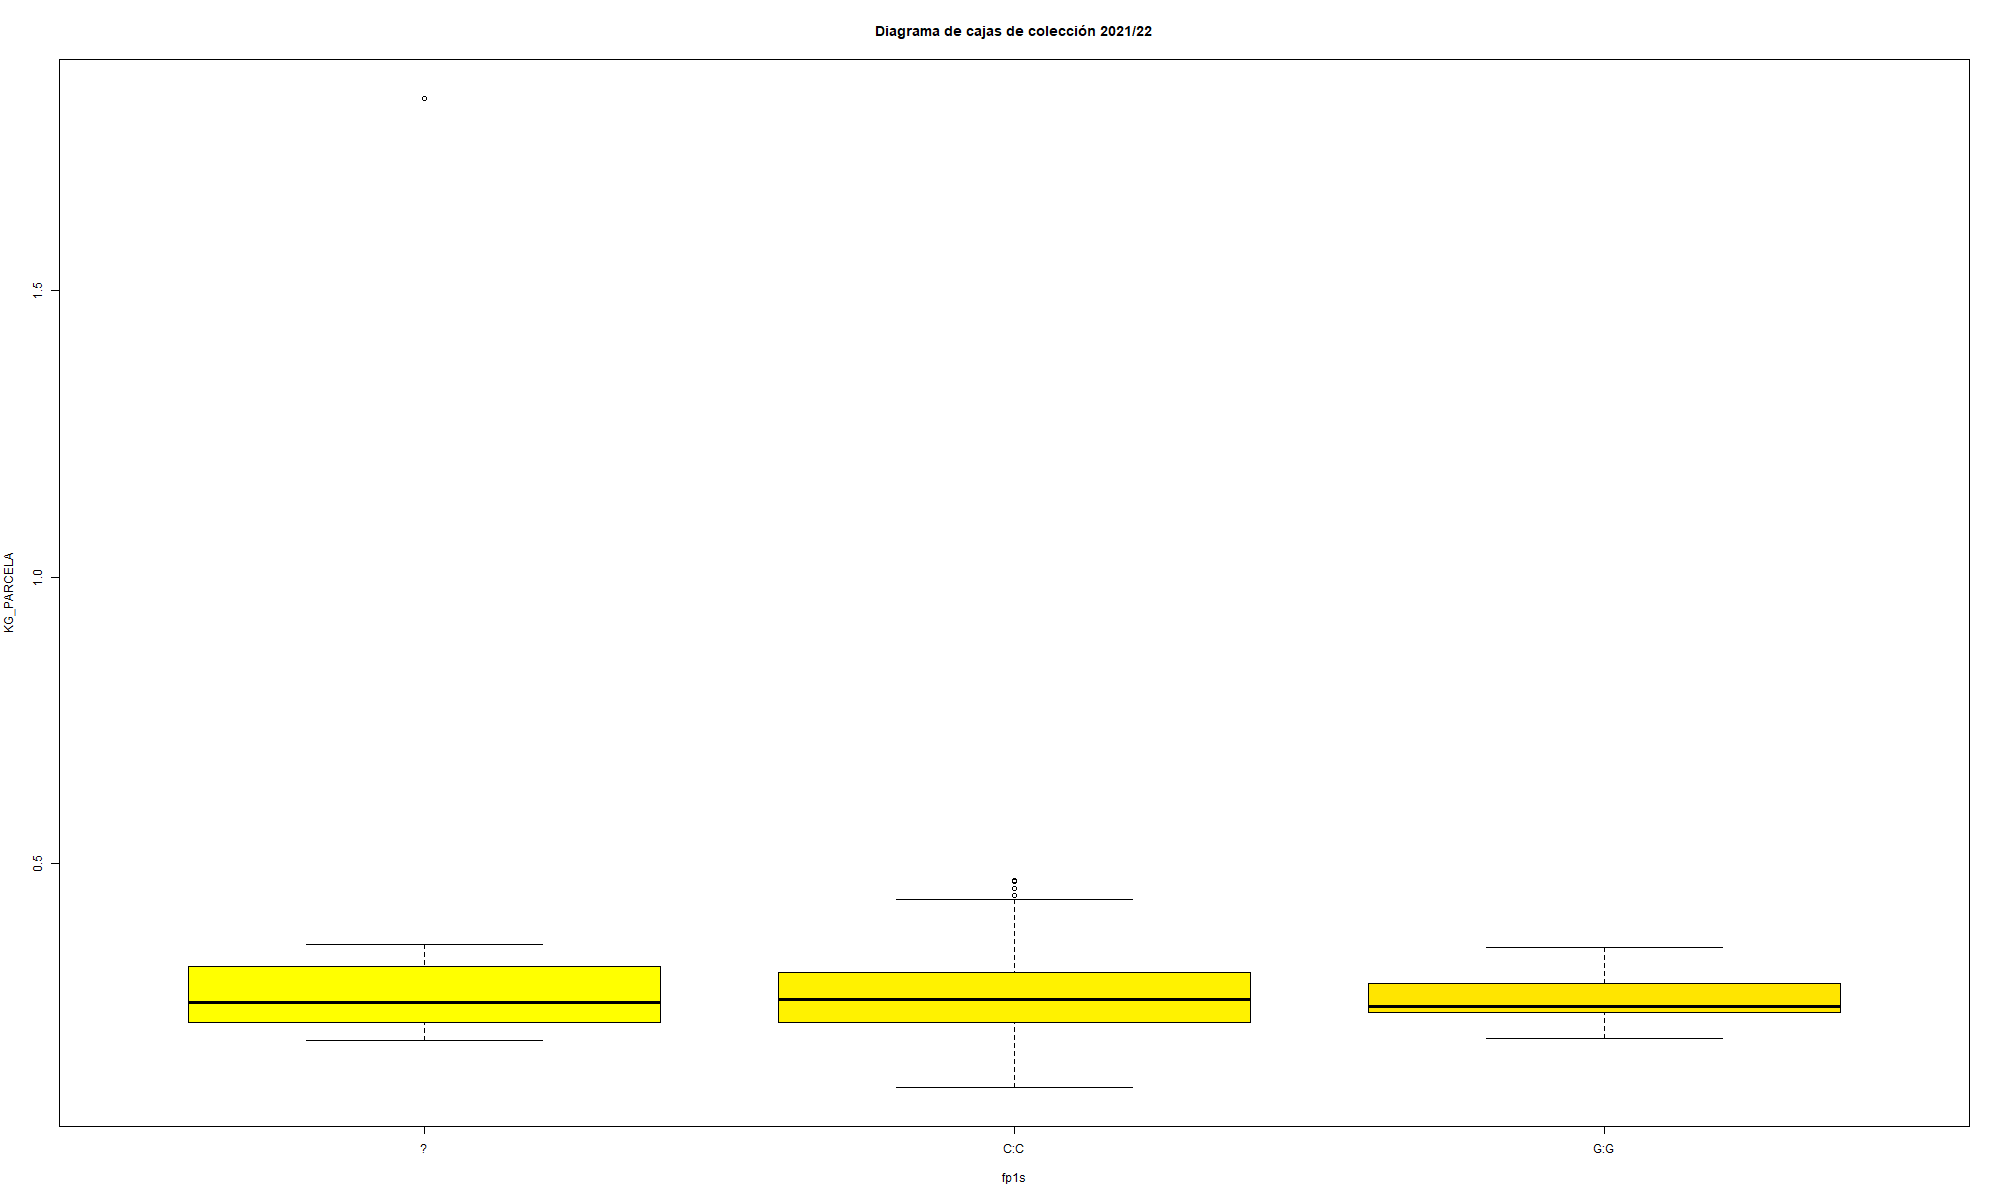 Diagrama de cajas de colección 2021/22
KG_PARCELA
1.5
1.0
0.5
?
C:C
G:G
fp1s